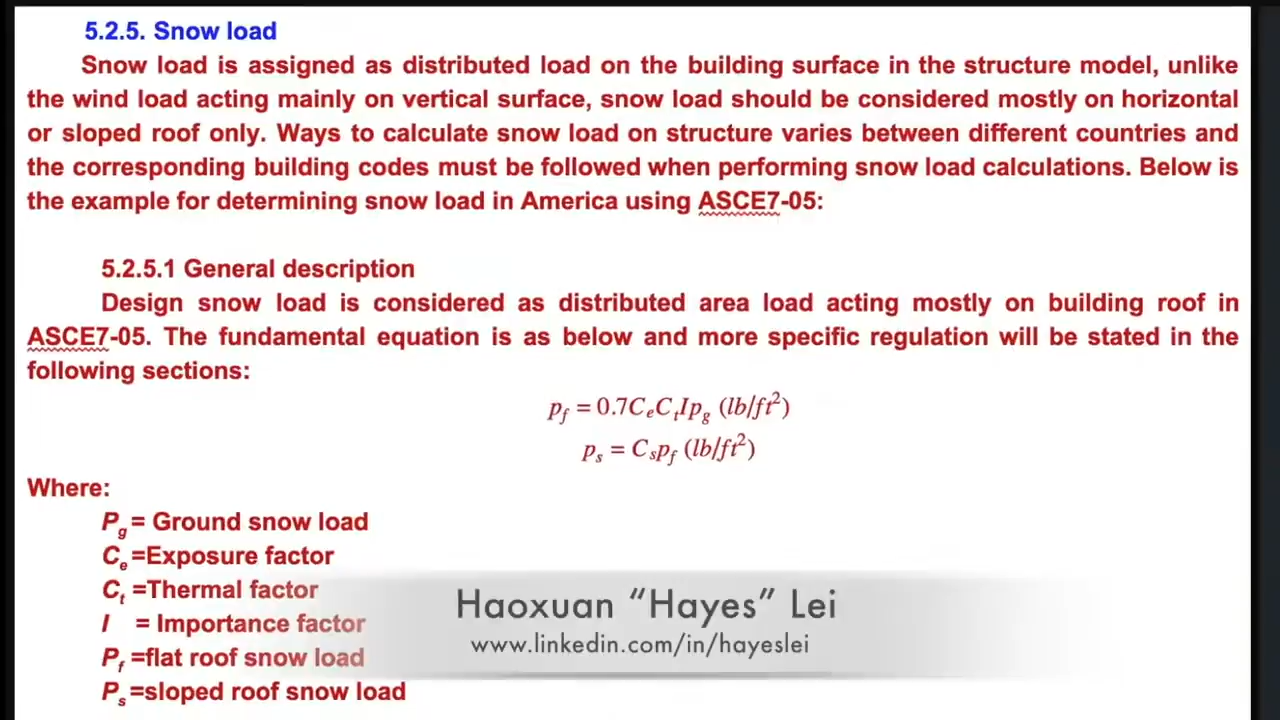 5.2.5. Snow load
Snow load is assigned as distributed load on the building surface in the structure model, unlike
the wind load acting mainly on vertical surface, snow load should be considered mostly on horizontal
or sloped roof only. Ways to calculate snow load on structure varies between different countries and
the corresponding building codes must be followed when performing snow load calculations. Below is
the example for determining snow load in America using ASCE7-05:
5.2.5.1 General description
Design snow load is considered as distributed area load acting mostly on building roof in
ASCE7-05. The fundamental equation is as below and more specific regulation will be stated in the
following sections:
p_f = 0.7C_eC_tIp_g (lb/ft²)
p_s = C_sp_f (lb/ft²)
Where:
P_g = Ground snow load
C_e =Exposure factor
C_t =Thermal factor
I = Importance factor
P_f =flat roof snow load
P_s =sloped roof snow load
Haoxuan “Hayes” Lei
www.linkedin.com/in/hayeslei